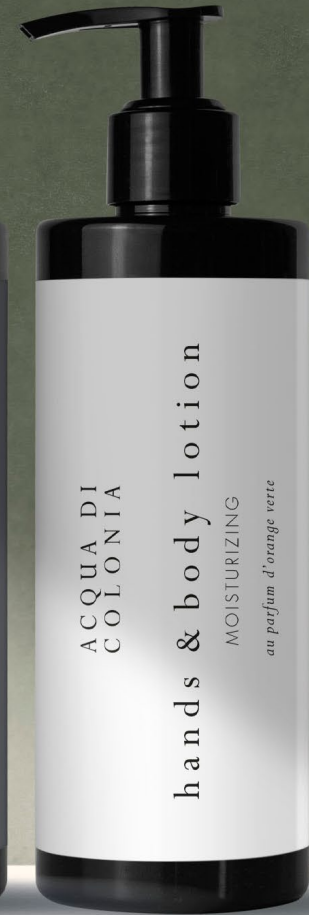 ACQUA DI
COLONIA
hands & body lotion
MOISTURIZING
au parfum d'orange verte